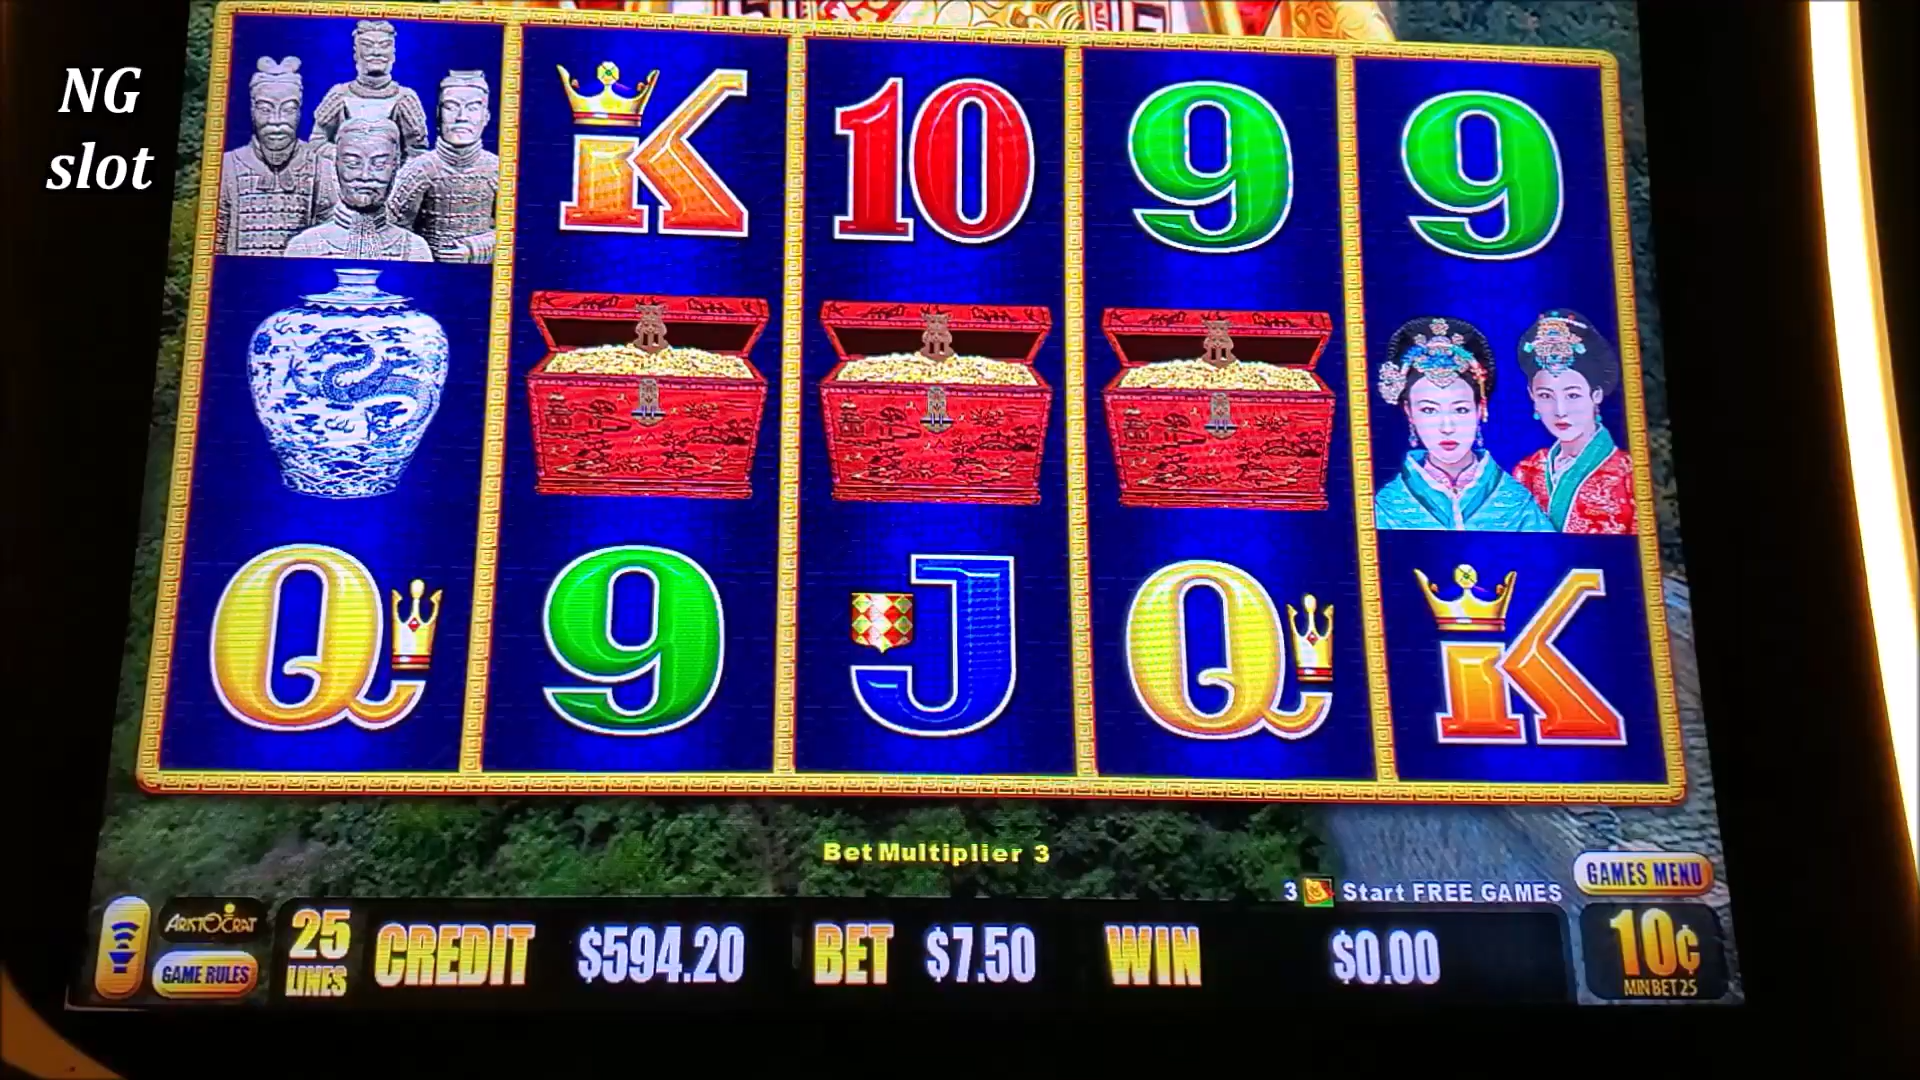 NG
slot
K
10
9
9
Q
9
J
Q
K
Bet Multiplier 3
GAMES MENU
3 Start FREE GAMES
ARISTOCRAT
GAME RULES
25
LINES
CREDIT $594.20
BET $7.50
WIN $0.00
10¢
MIN BET 25